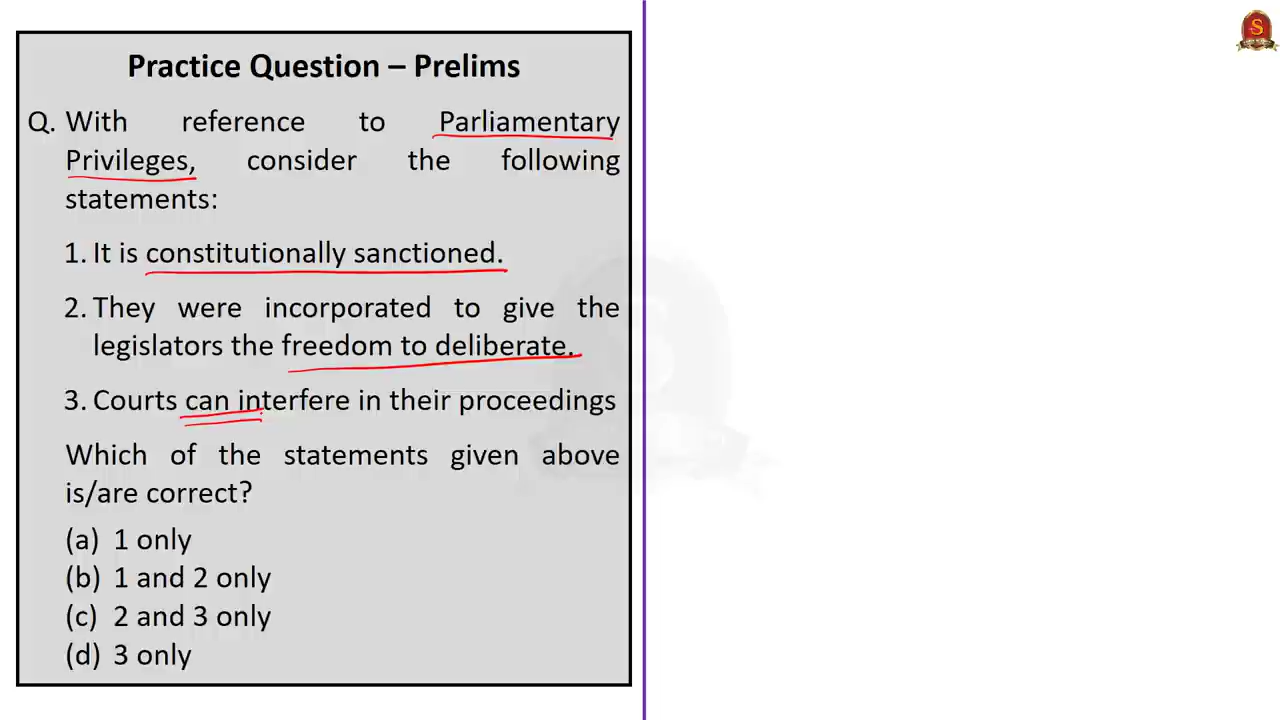 Practice Question – Prelims
Q. With reference to Parliamentary
Privileges, consider the following
statements:
1. It is constitutionally sanctioned.
2. They were incorporated to give the
legislators the freedom to deliberate.
3. Courts can interfere in their proceedings
Which of the statements given above
is/are correct?
(a) 1 only
(b) 1 and 2 only
(c) 2 and 3 only
(d) 3 only
S